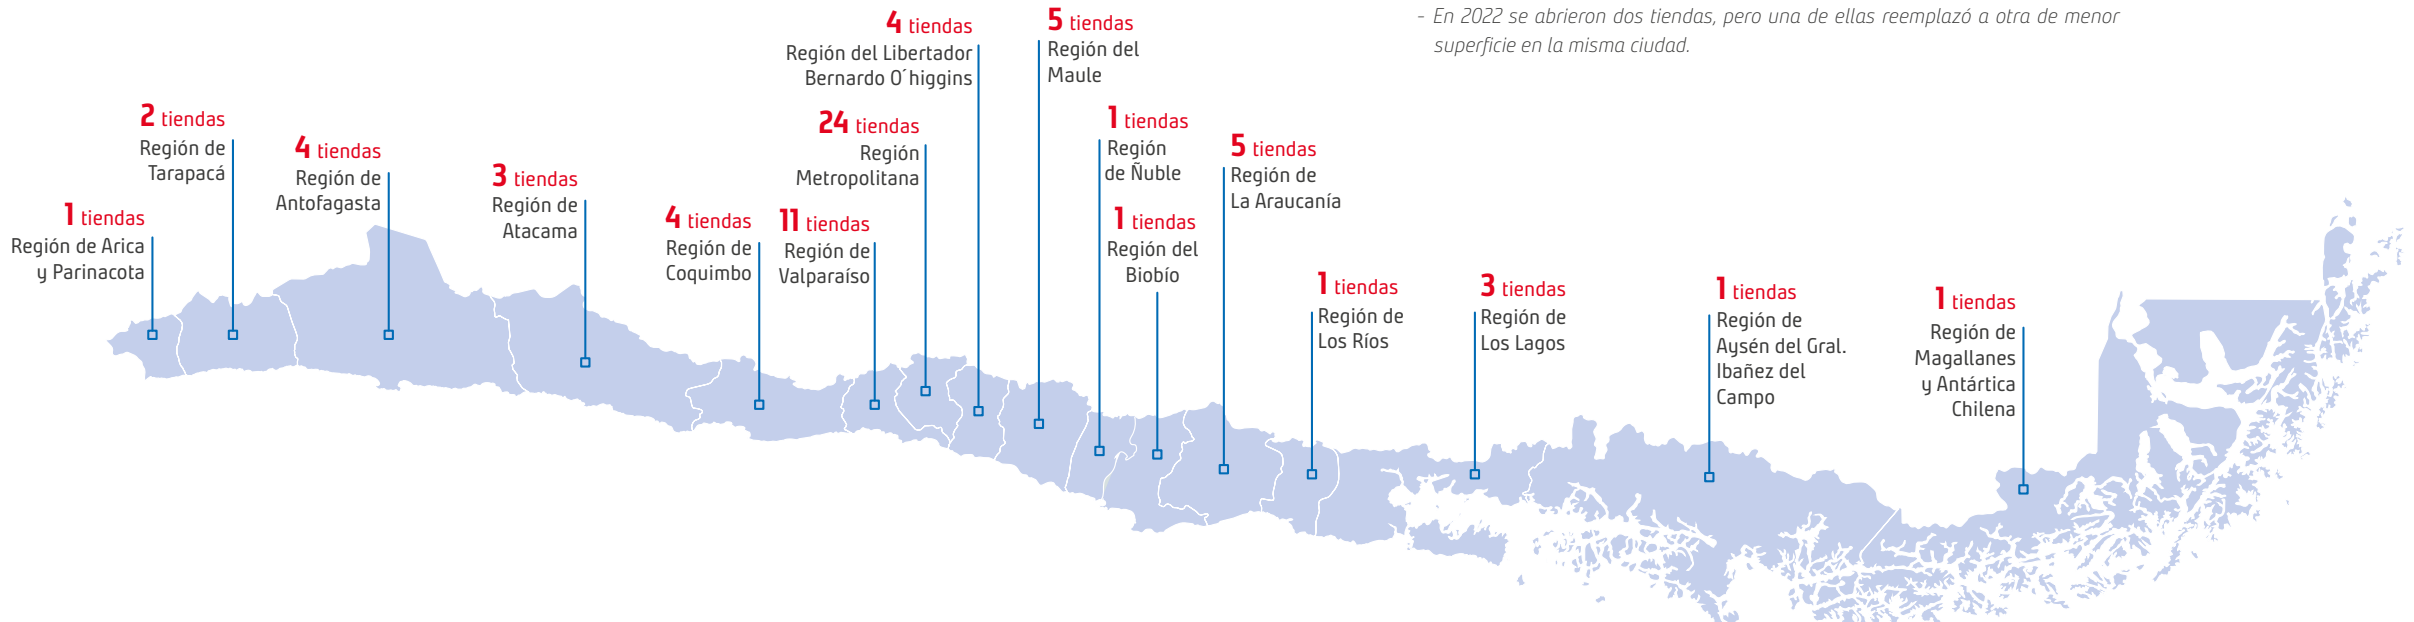 - En 2022 se abrieron dos tiendas, pero una de ellas reemplazó a otra de menor
superficie en la misma ciudad.
1 tiendas
Región de Arica
y Parinacota
2 tiendas
Región de
Tarapacá
4 tiendas
Región de
Antofagasta
3 tiendas
Región de
Atacama
4 tiendas
Región de
Coquimbo
11 tiendas
Región de
Valparaíso
24 tiendas
Región
Metropolitana
4 tiendas
Región del Libertador
Bernardo O´higgins
5 tiendas
Región del
Maule
1 tiendas
Región
de Ñuble
1 tiendas
Región del
Biobío
5 tiendas
Región de
La Araucanía
1 tiendas
Región de
Los Ríos
3 tiendas
Región de
Los Lagos
1 tiendas
Región de
Aysén del Gral.
Ibañez del
Campo
1 tiendas
Región de
Magallanes
y Antártica
Chilena